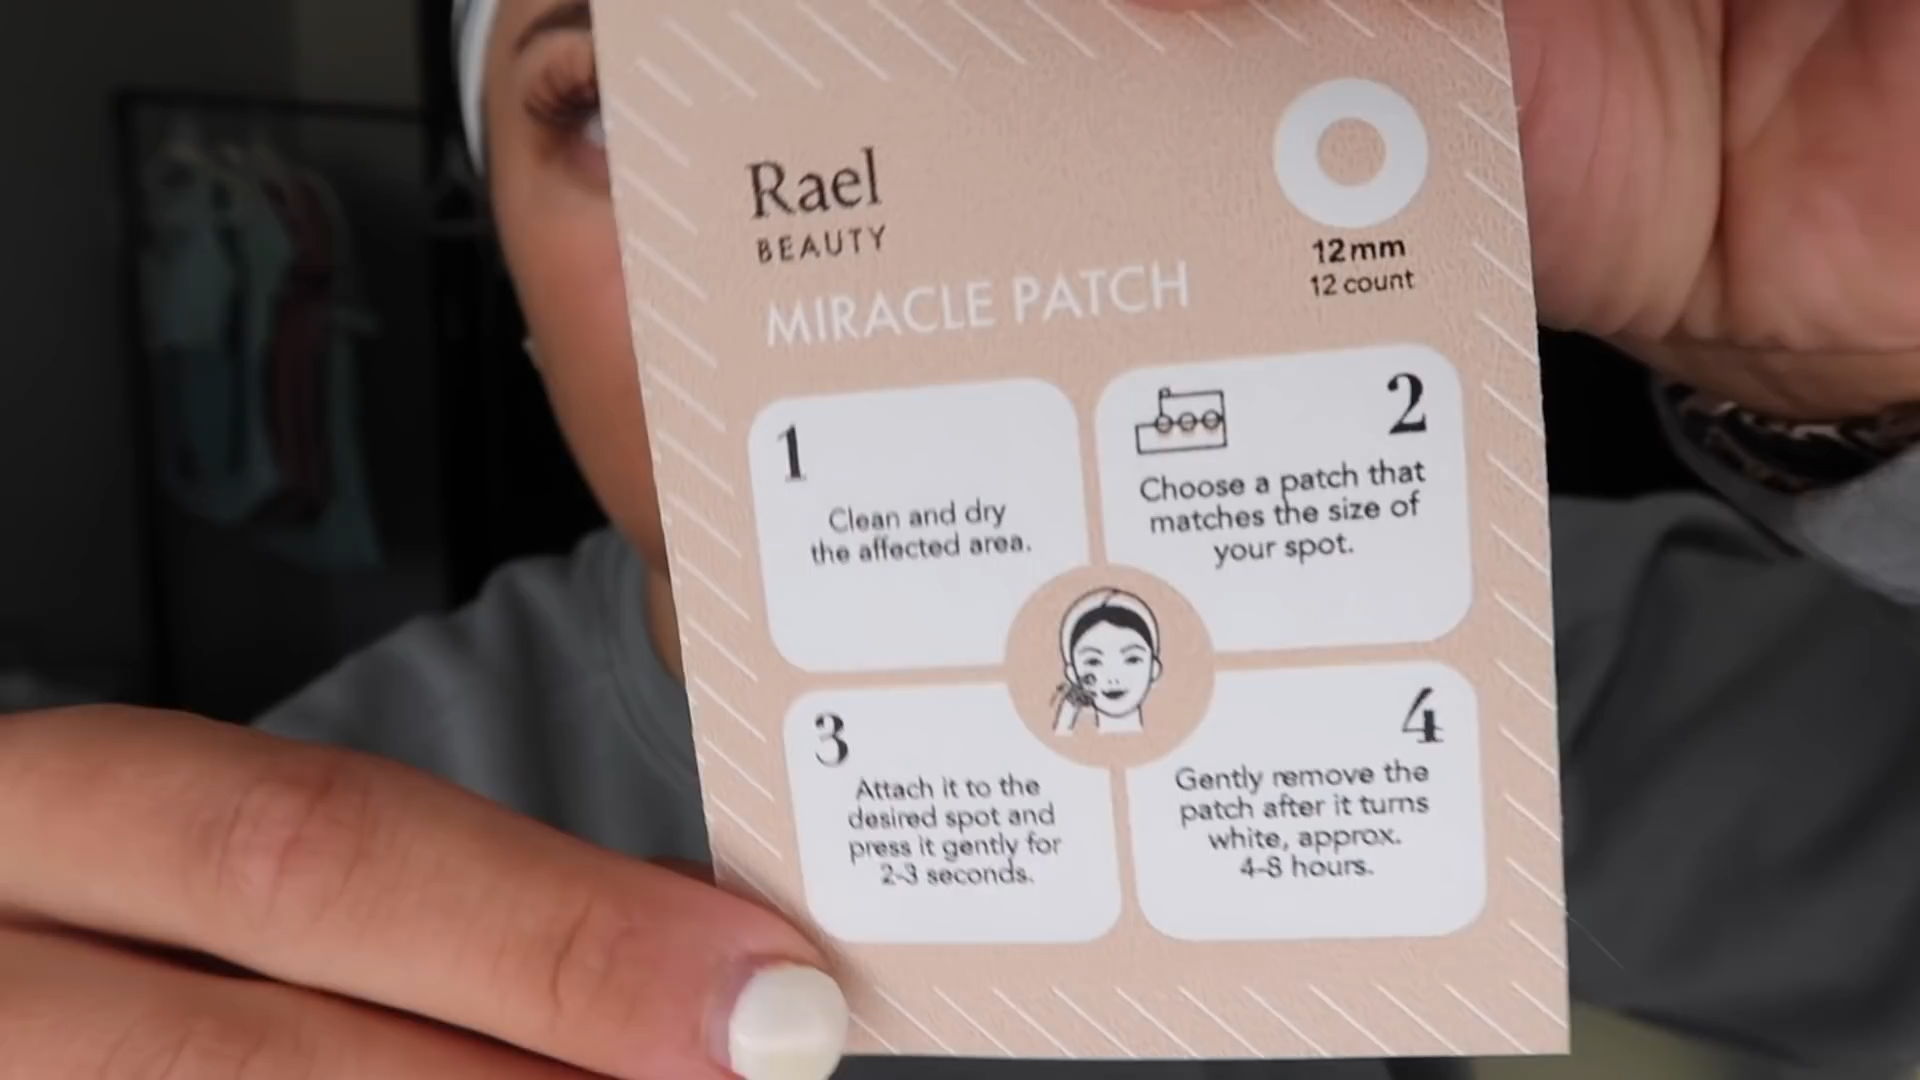 Rael
BEAUTY
MIRACLE PATCH
12mm
12 count
1
Clean and dry
the affected area.
2
Choose a patch that
matches the size of
your spot.
3
Attach it to the
desired spot and
press it gently for
2-3 seconds.
4
Gently remove the
patch after it turns
white, approx.
4-8 hours.